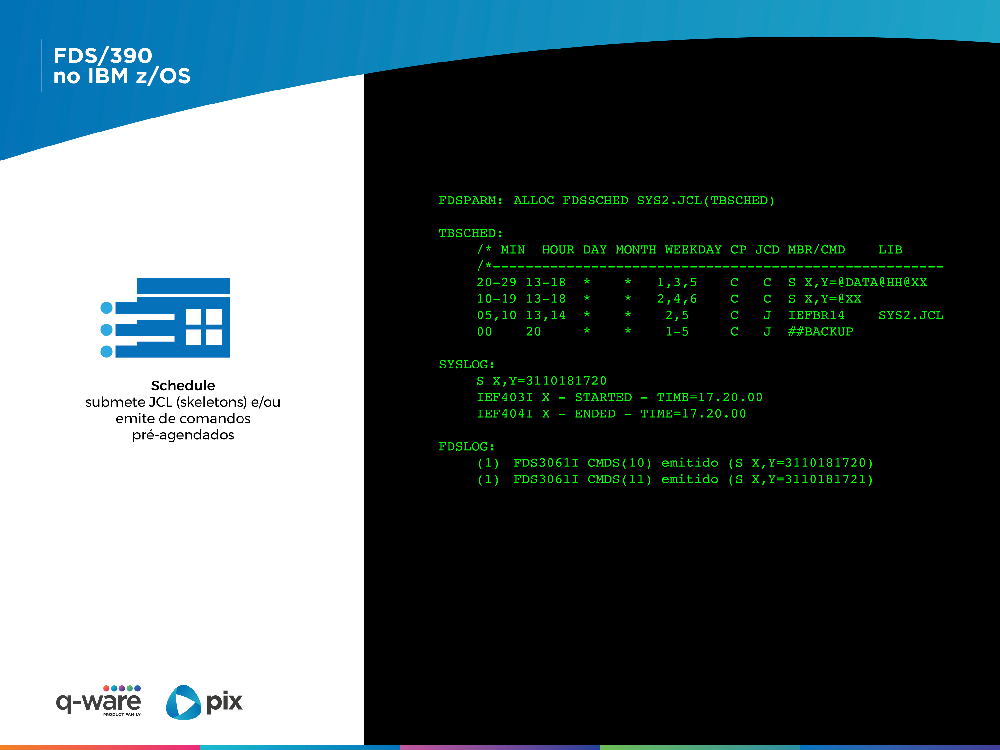 FDS/390
no IBM z/OS
Schedule
submete JCL (skeletons) e/ou
emite de comandos
pré-agendados
FDSPARM: ALLOC FDSSCHED SYS2.JCL(TBSCHED)
TBSCHED:
/* MIN  HOUR DAY MONTH WEEKDAY CP JCD MBR/CMD    LIB
/*-------------------------------------------------------
20-29 13-18  *    *   1,3,5    C   C  S X,Y=@DATA@HH@XX
10-19 13-18  *    *   2,4,6    C   C  S X,Y=@XX
05,10 13,14  *    *    2,5     C   J  IEFBR14    SYS2.JCL
00    20     *    *    1-5     C   J  ##BACKUP
SYSLOG:
S X,Y=3110181720
IEF403I X - STARTED - TIME=17.20.00
IEF404I X - ENDED - TIME=17.20.00
FDSLOG:
(1)  FDS3061I CMDS(10) emitido (S X,Y=3110181720)
(1)  FDS3061I CMDS(11) emitido (S X,Y=3110181721)
q-ware
PRODUCT FAMILY
pix